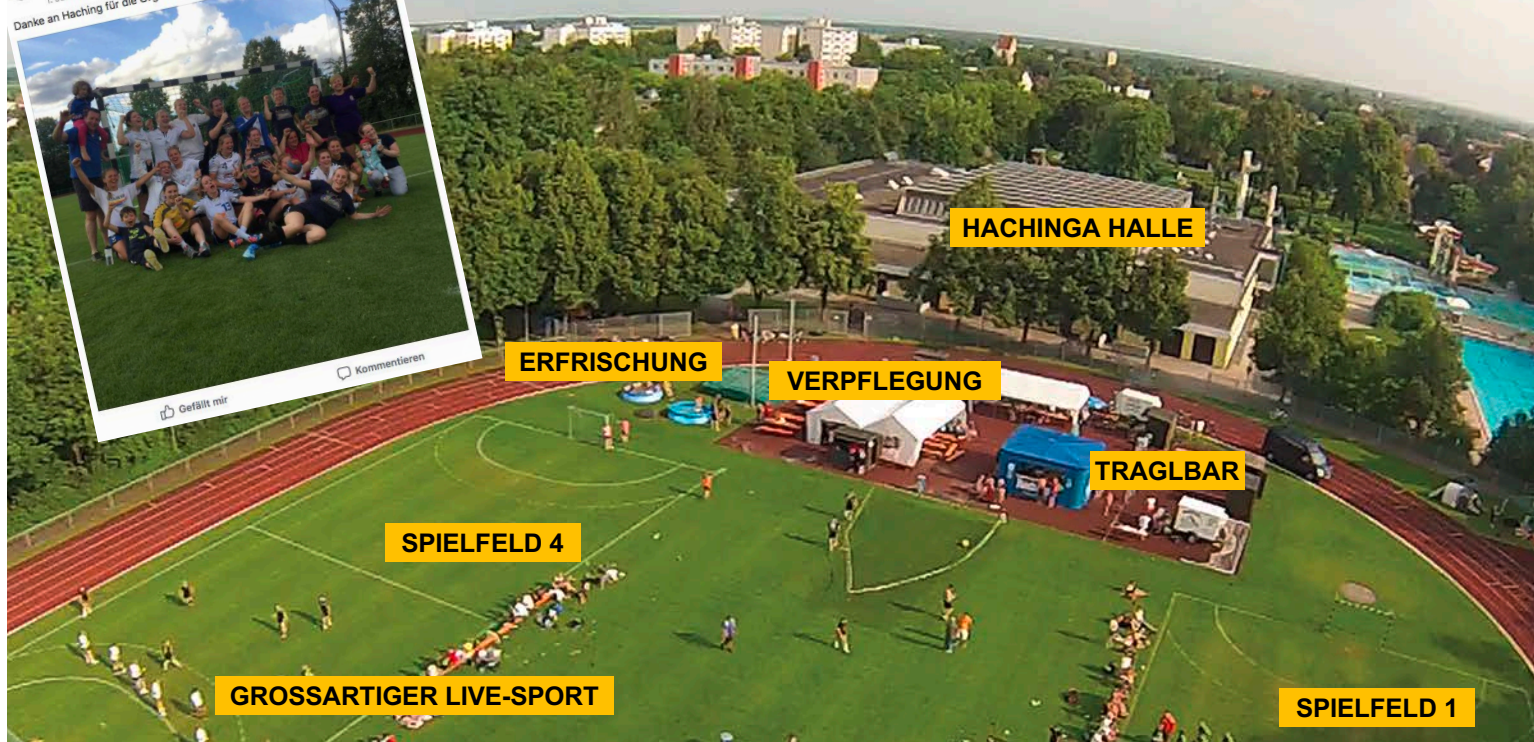 Danke an Haching für die
Gefällt mir
Kommentieren
HACHINGA HALLE
ERFRISCHUNG
VERPFLEGUNG
TRAGLBAR
SPIELFELD 4
GROSSARTIGER LIVE-SPORT
SPIELFELD 1